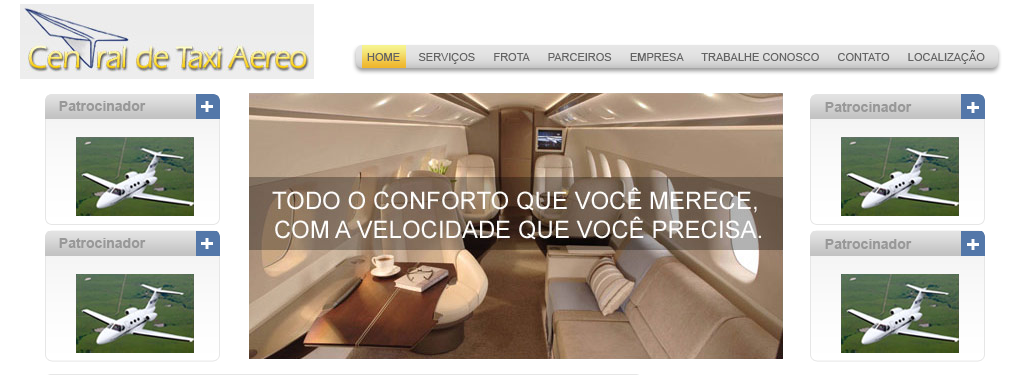 Central de Taxi Aereo
HOME SERVIÇOS FROTA PARCEIROS EMPRESA TRABALHE CONOSCO CONTATO LOCALIZAÇÃO
Patrocinador +
Patrocinador +
TODO O CONFORTO QUE VOCÊ MERECE,
COM A VELOCIDADE QUE VOCÊ PRECISA.
Patrocinador +
Patrocinador +